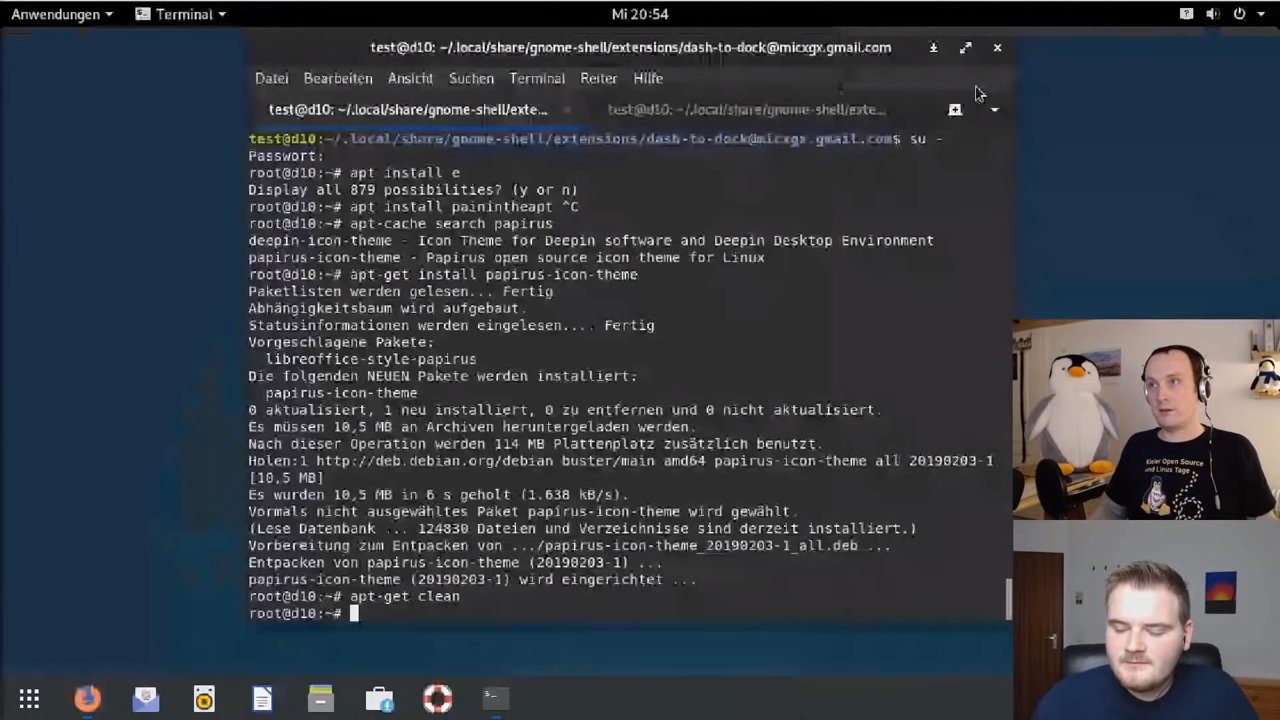 Anwendungen Terminal Mi 20:54
test@d10: ~/.local/share/gnome-shell/extensions/dash-to-dock@micxgx.gmail.com
Datei Bearbeiten Ansicht Suchen Terminal Reiter Hilfe
test@d10: ~/.local/share/gnome-shell/exte... test@d10: ~/.local/share/gnome-shell/exte...
test@d10:~/.local/share/gnome-shell/extensions/dash-to-dock@micxgx.gmail.com$ su -
Passwort:
root@d10:~# apt install e
Display all 879 possibilities? (y or n)
root@d10:~# apt install painintheapt ^C
root@d10:~# apt-cache search papirus
deepin-icon-theme - Icon Theme for Deepin software and Deepin Desktop Environment
papirus-icon-theme - Papirus open source icon theme for Linux
root@d10:~# apt-get install papirus-icon-theme
Paketlisten werden gelesen... Fertig
Abhängigkeitsbaum wird aufgebaut.
Statusinformationen werden eingelesen.... Fertig
Vorgeschlagene Pakete:
libreoffice-style-papirus
Die folgenden NEUEN Pakete werden installiert:
papirus-icon-theme
0 aktualisiert, 1 neu installiert, 0 zu entfernen und 0 nicht aktualisiert.
Es müssen 10,5 MB an Archiven heruntergeladen werden.
Nach dieser Operation werden 114 MB Plattenplatz zusätzlich benutzt.
Holen:1 http://deb.debian.org/debian buster/main amd64 papirus-icon-theme all 20190203-1
[10,5 MB]
Es wurden 10,5 MB in 6 s geholt (1.638 kB/s).
Vormals nicht ausgewähltes Paket papirus-icon-theme wird gewählt.
(Lese Datenbank ... 124830 Dateien und Verzeichnisse sind derzeit installiert.)
Vorbereitung zum Entpacken von .../papirus-icon-theme_20190203-1_all.deb ...
Entpacken von papirus-icon-theme (20190203-1) ...
papirus-icon-theme (20190203-1) wird eingerichtet ...
root@d10:~# apt-get clean
root@d10:~#
Kieler Open Source
und Linux Tage